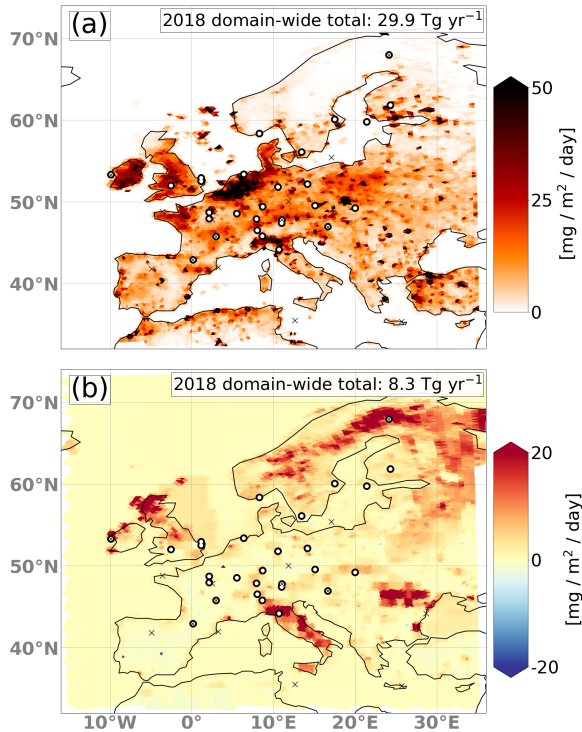 (a)
2018 domain-wide total: 29.9 Tg yr⁻¹
70°N
60°N
50°N
40°N
50
0
[mg / m² / day]
(b)
2018 domain-wide total: 8.3 Tg yr⁻¹
70°N
60°N
50°N
40°N
10°W
0°
10°E
20°E
30°E
20
0
-20
[mg / m² / day]